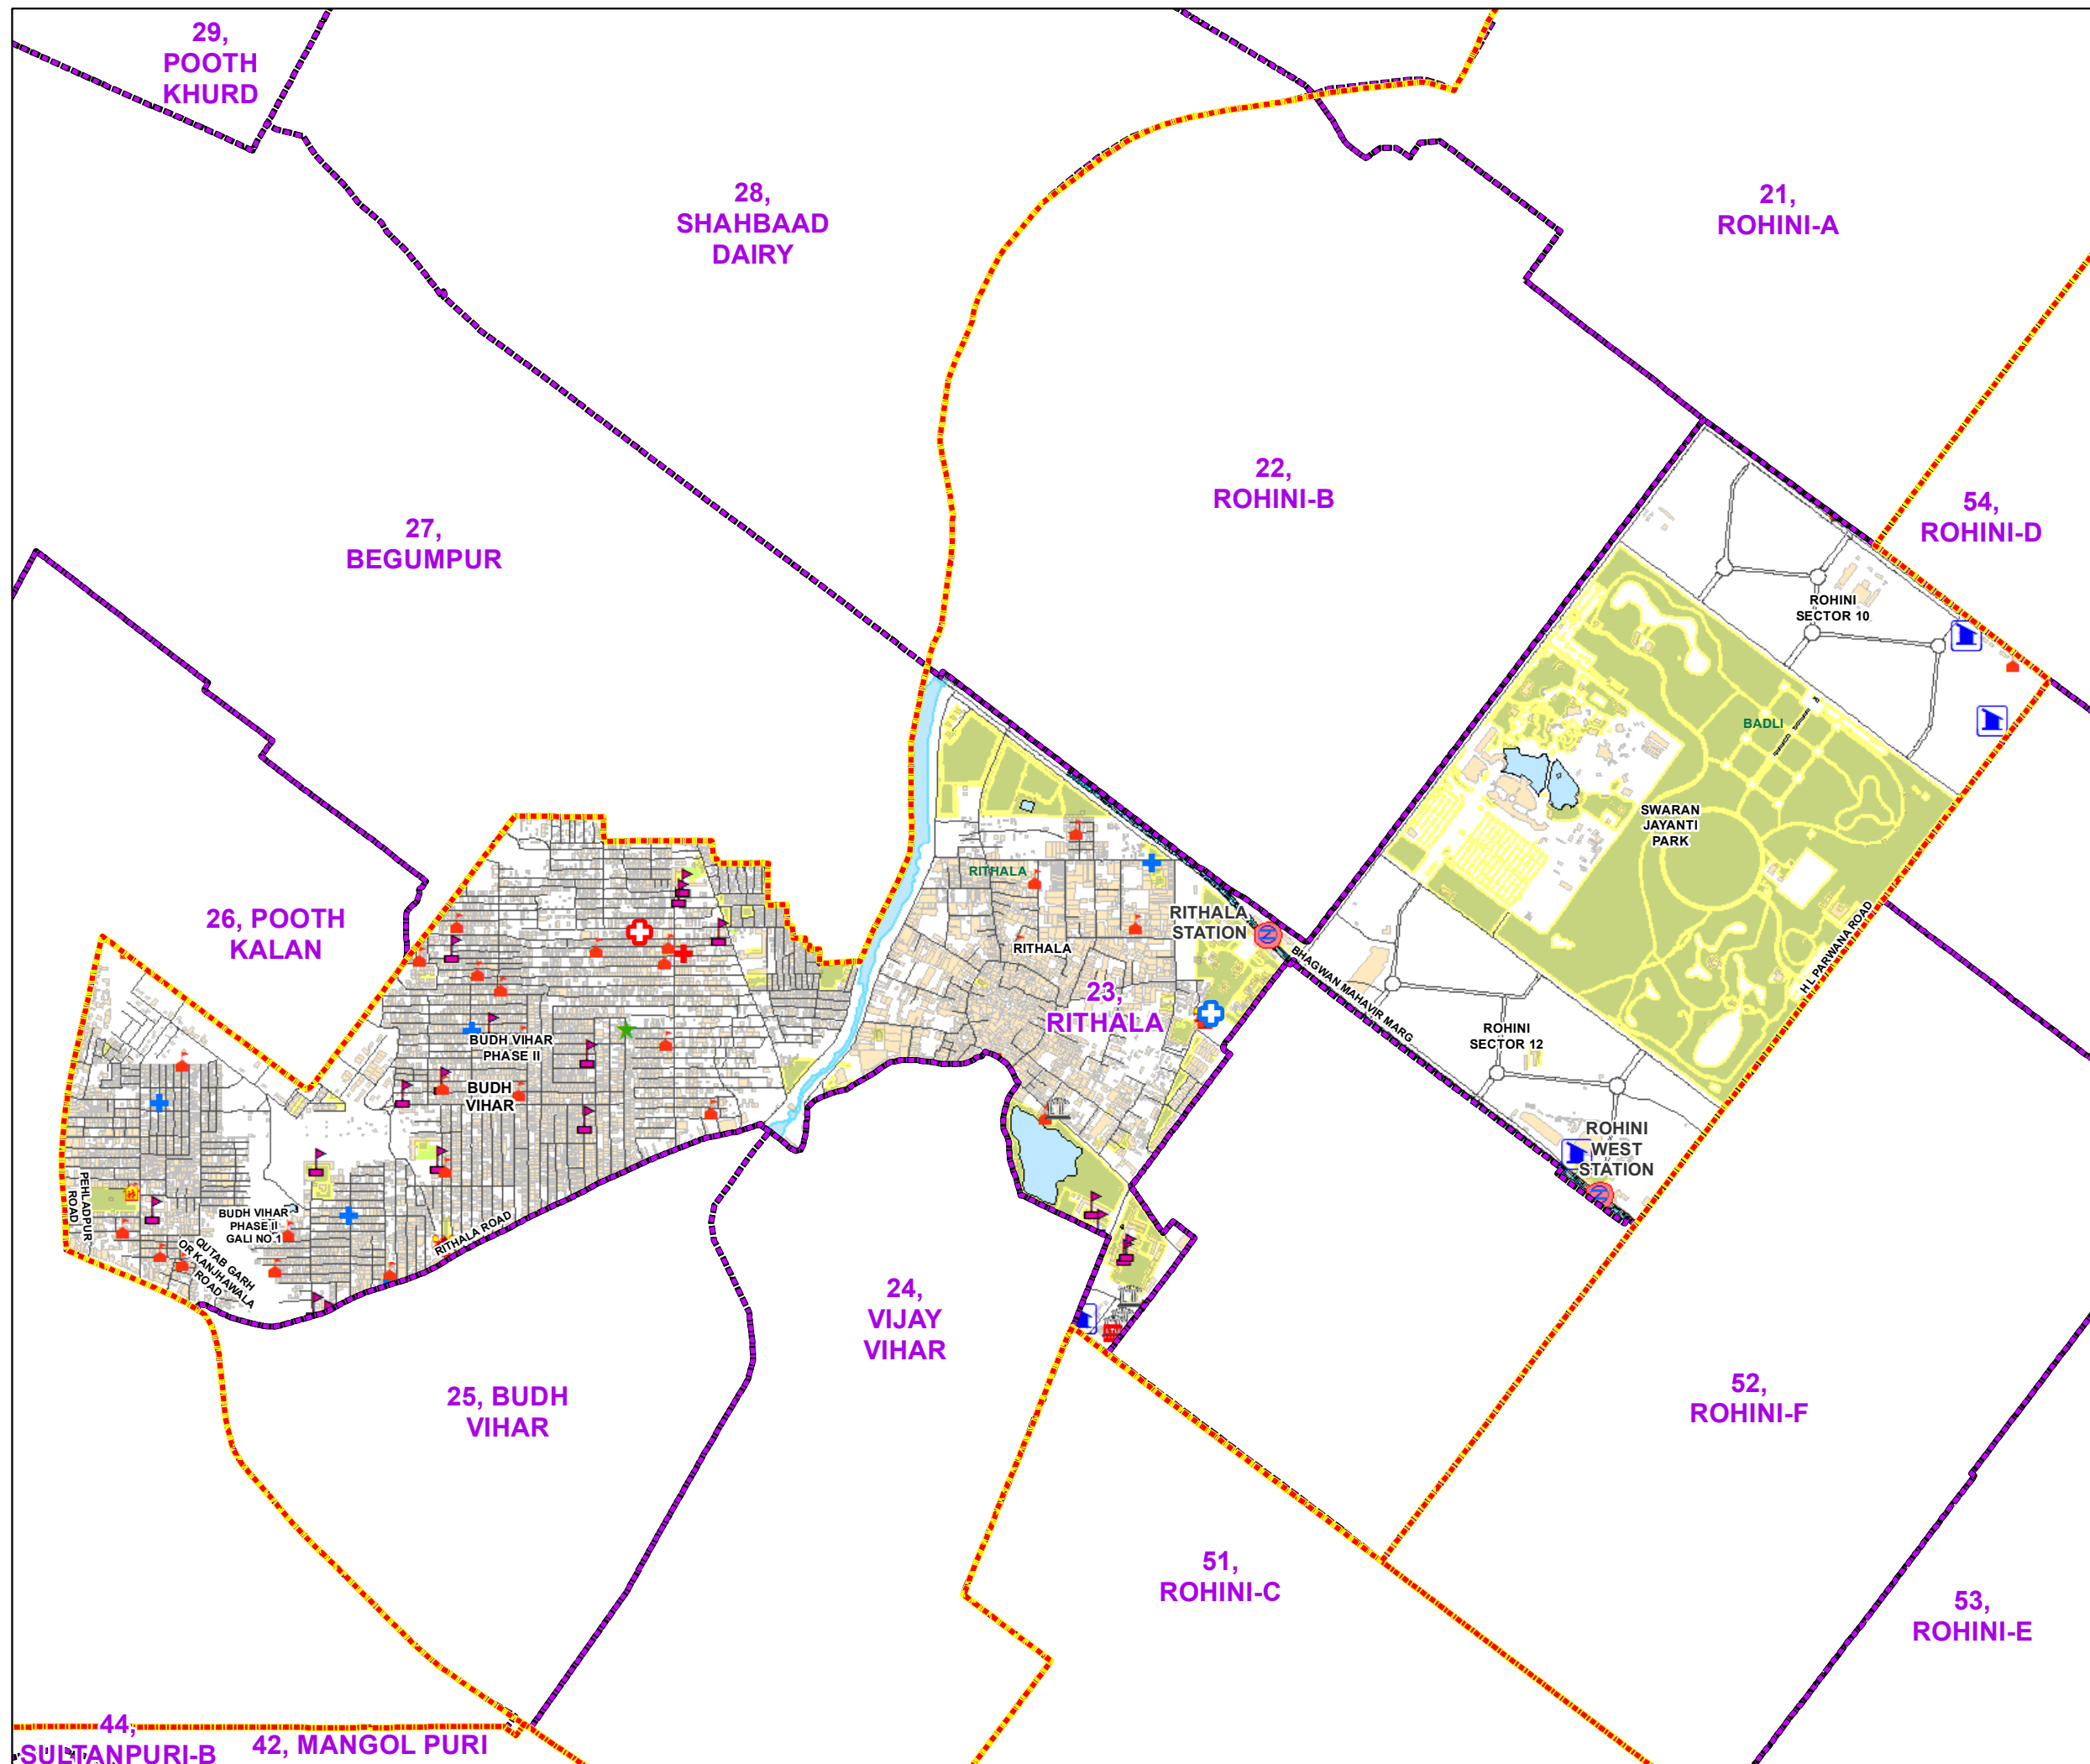 29,
POOTH
KHURD
28,
SHAHBAAD
DAIRY
21,
ROHINI-A
22,
ROHINI-B
54,
ROHINI-D
27,
BEGUMPUR
ROHINI
SECTOR 10
BADLI
SWARAN
JAYANTI
PARK
26, POOTH
KALAN
RITHALA
RITHALA
STATION
RITHALA
23,
RITHALA
BHAGWAN MAHAVIR MARG
H L PARWANA ROAD
ROHINI
SECTOR 12
BUDH VIHAR
PHASE II
BUDH
VIHAR
ROHINI
WEST
STATION
PEHLADPUR
ROAD
BUDH VIHAR
PHASE II
GALI NO.1
QUTAB GARH
OR KANJHAWALA
ROAD
RITHALA ROAD
24,
VIJAY
VIHAR
25, BUDH
VIHAR
52,
ROHINI-F
51,
ROHINI-C
53,
ROHINI-E
44,
SULTANPURI-B
42, MANGOL PURI